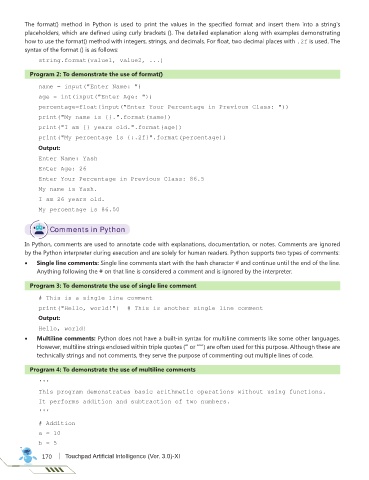 The format() method in Python is used to print the values in the specified format and insert them into a string's
placeholders, which are defined using curly brackets {}. The detailed explanation along with examples demonstrating
how to use the format() method with integers, strings, and decimals. For float, two decimal places with .2f is used. The
syntax of the format () is as follows:
string.format(value1, value2, ...)
Program 2: To demonstrate the use of format()
name = input("Enter Name: ")
age = int(input("Enter Age: "))
percentage=float(input("Enter Your Percentage in Previous Class: "))
print("My name is {}.".format(name))
print("I am {} years old.".format(age))
print("My percentage is {:.2f}".format(percentage))
Output:
Enter Name: Yash
Enter Age: 26
Enter Your Percentage in Previous Class: 86.5
My name is Yash.
I am 26 years old.
My percentage is 86.50
Comments in Python
In Python, comments are used to annotate code with explanations, documentation, or notes. Comments are ignored
by the Python interpreter during execution and are solely for human readers. Python supports two types of comments:
• Single line comments: Single line comments start with the hash character # and continue until the end of the line.
Anything following the # on that line is considered a comment and is ignored by the interpreter.
Program 3: To demonstrate the use of single line comment
# This is a single line comment
print("Hello, world!") # This is another single line comment
Output:
Hello, world!
• Multiline comments: Python does not have a built-in syntax for multiline comments like some other languages.
However, multiline strings enclosed within triple quotes (''' or """) are often used for this purpose. Although these are
technically strings and not comments, they serve the purpose of commenting out multiple lines of code.
Program 4: To demonstrate the use of multiline comments
'''
This program demonstrates basic arithmetic operations without using functions.
It performs addition and subtraction of two numbers.
'''
# Addition
a = 10
b = 5
170 | Touchpad Artificial Intelligence (Ver. 3.0)-XI